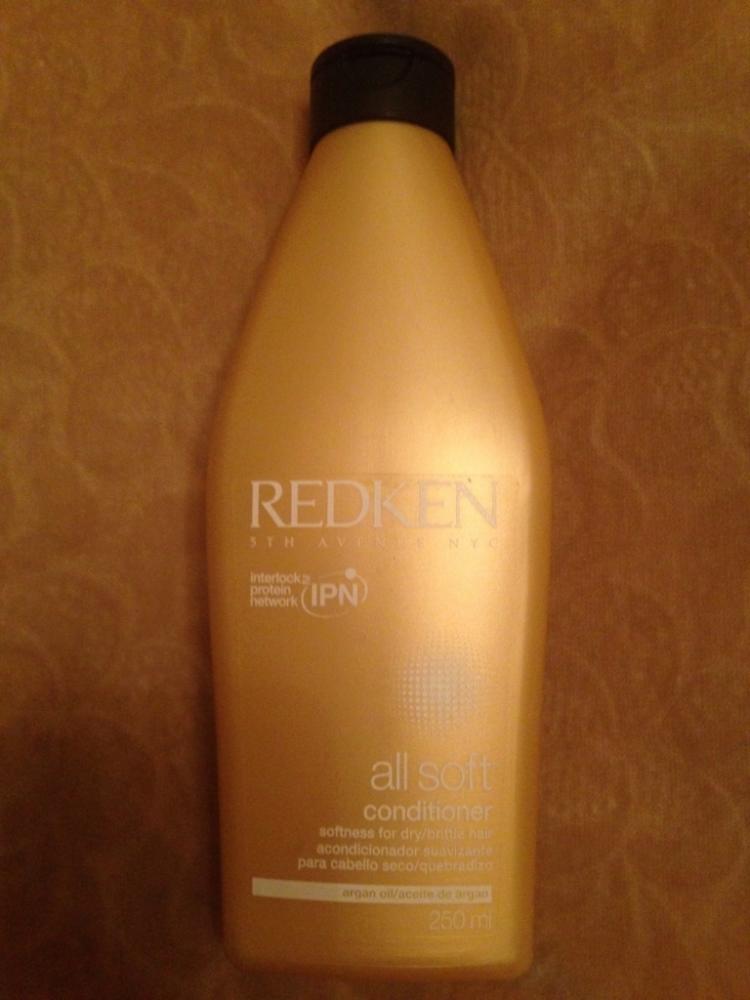 REDKEN
5TH AVENUE NYC
interlock
protein
network IPN
all soft
conditioner
softness for dry/brittle hair
acondicionador suavizante
para cabello seco/quebradizo
argan oil/aceite de argan
250 ml